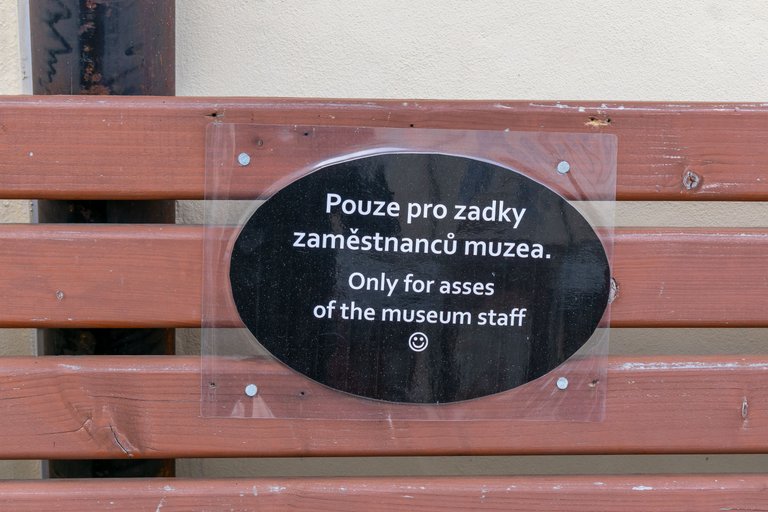 Pouze pro zadky
zaměstnanců muzea.
Only for asses
of the museum staff
☺